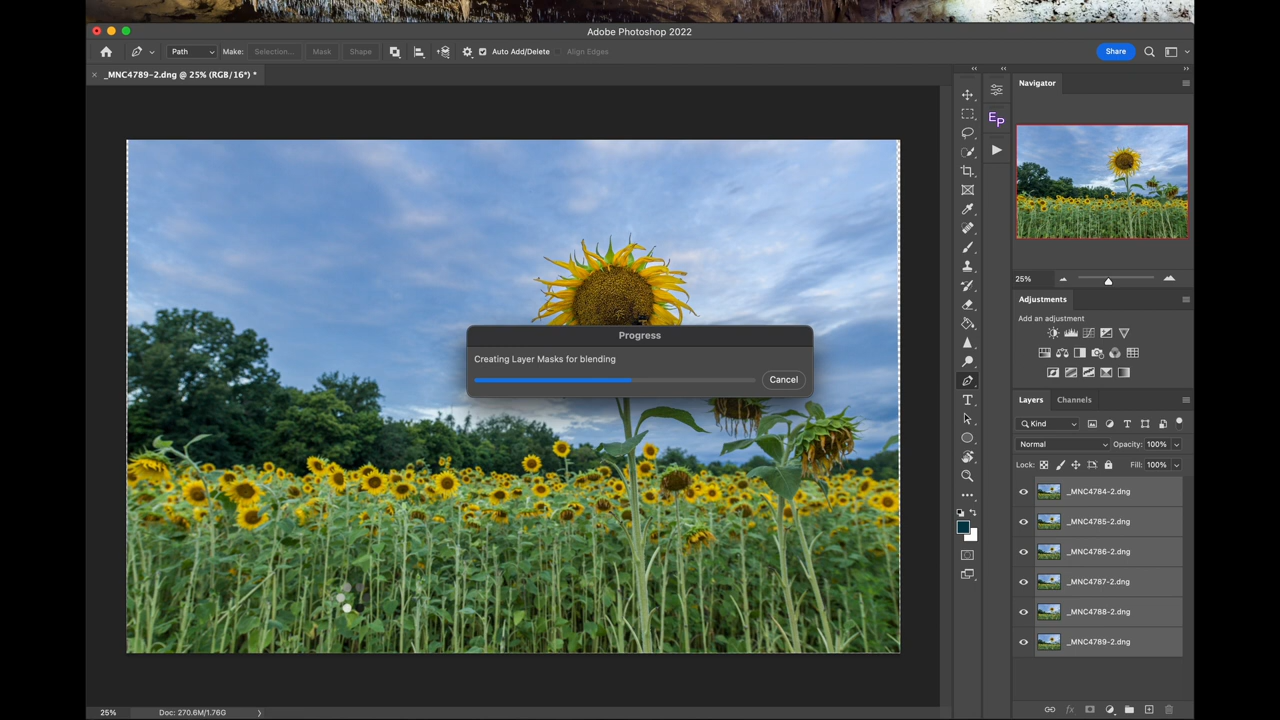 Adobe Photoshop 2022
Path Make: Selection... Mask Shape Auto Add/Delete Align Edges Share
_MNC4789-2.dng @ 25% (RGB/16*) *
Navigator
EP
25%
Adjustments
Add an adjustment
Progress
Creating Layer Masks for blending
Cancel
Layers Channels
Kind
Normal Opacity: 100%
Lock: Fill: 100%
_MNC4784-2.dng
_MNC4785-2.dng
_MNC4786-2.dng
_MNC4787-2.dng
_MNC4788-2.dng
_MNC4789-2.dng
25% Doc: 270.6M/1.76G